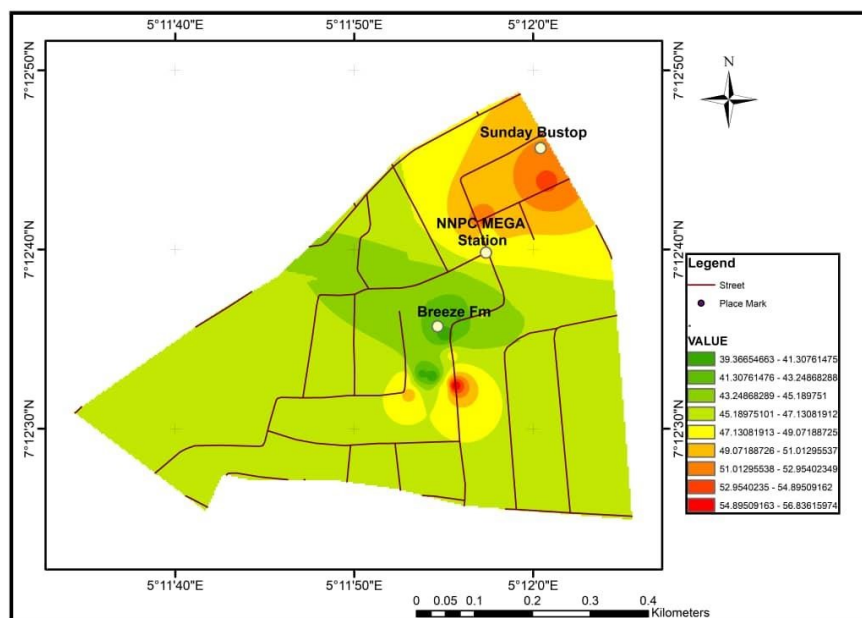 5°11'40"E 5°11'50"E 5°12'0"E
7°12'50"N 7°12'50"N
N
Sunday Bustop
NNPC MEGA
Station
7°12'40"N 7°12'40"N
Breeze Fm
7°12'30"N 7°12'30"N
Legend
Street
Place Mark
.
VALUE
39.36654663 - 41.30761475
41.30761476 - 43.24868288
43.24868289 - 45.189751
45.18975101 - 47.13081912
47.13081913 - 49.07188725
49.07188726 - 51.01295537
51.01295538 - 52.95402349
52.9540235 - 54.89509162
54.89509163 - 56.83615974
5°11'40"E 5°11'50"E 5°12'0"E
0 0.05 0.1 0.2 0.3 0.4
Kilometers